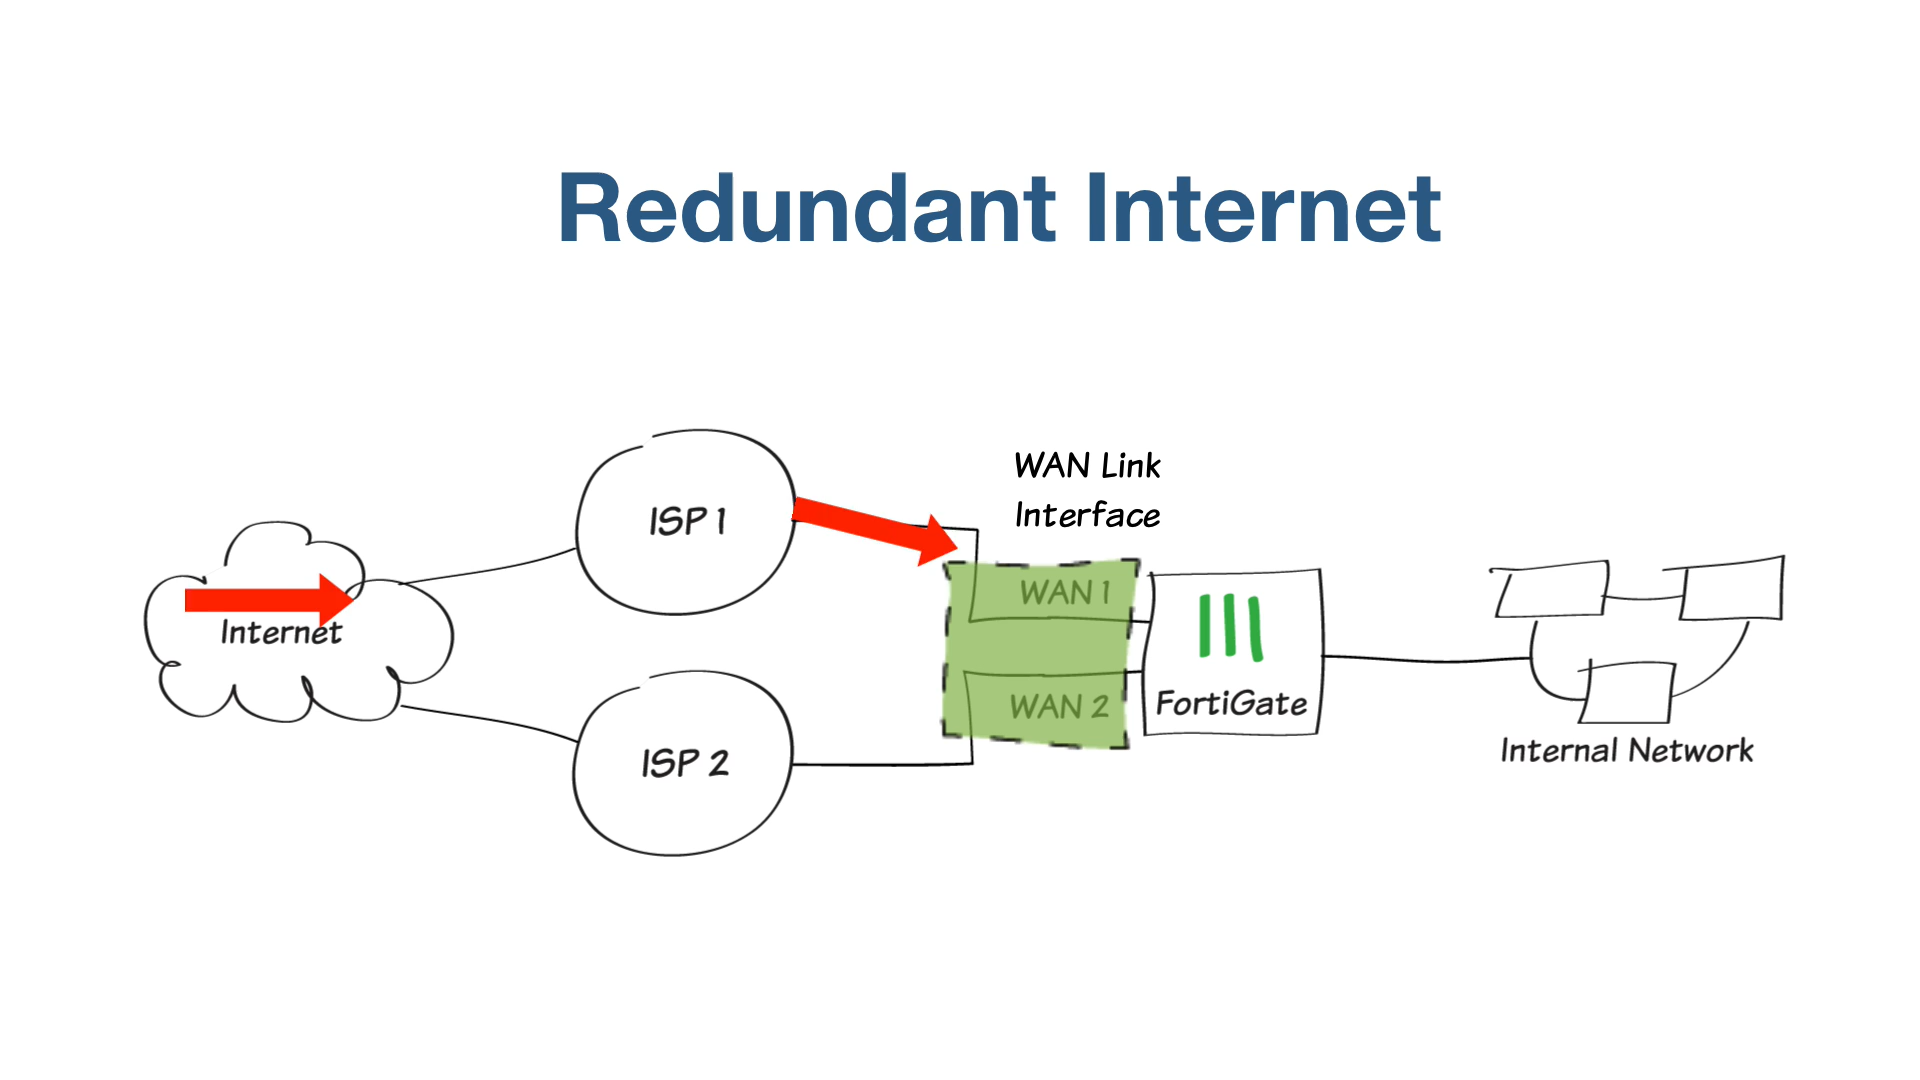 Redundant Internet
WAN Link
Interface
ISP 1
WAN 1
Internet
FortiGate
WAN 2
ISP 2
Internal Network